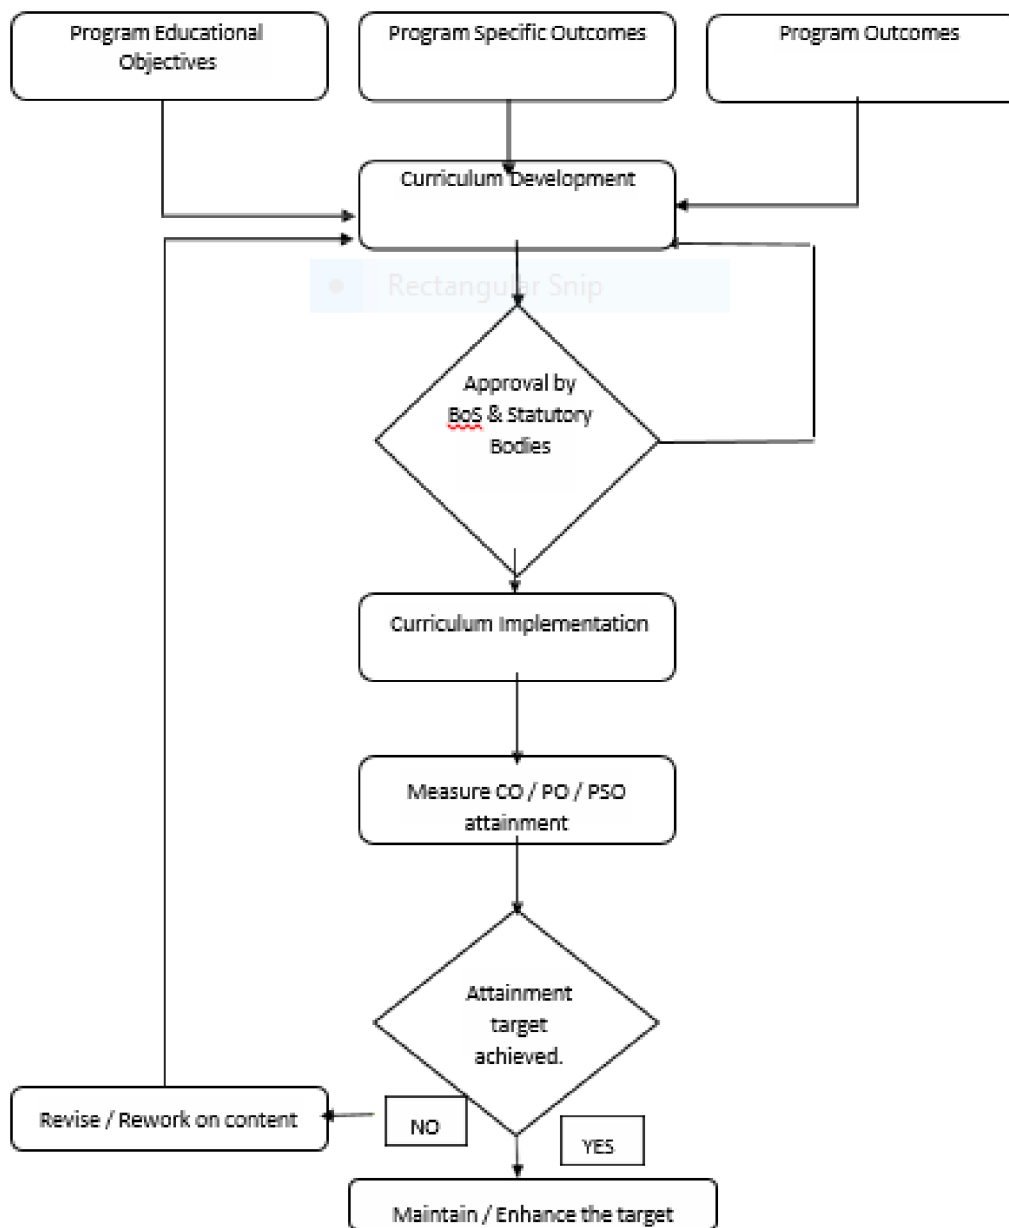 Program Educational
Objectives
Program Specific Outcomes
Program Outcomes
Curriculum Development
Rectangular Snip
Approval by
BoS & Statutory
Bodies
Curriculum Implementation
Measure CO / PO / PSO
attainment
Attainment
target
achieved.
Revise / Rework on content
NO
YES
Maintain / Enhance the target